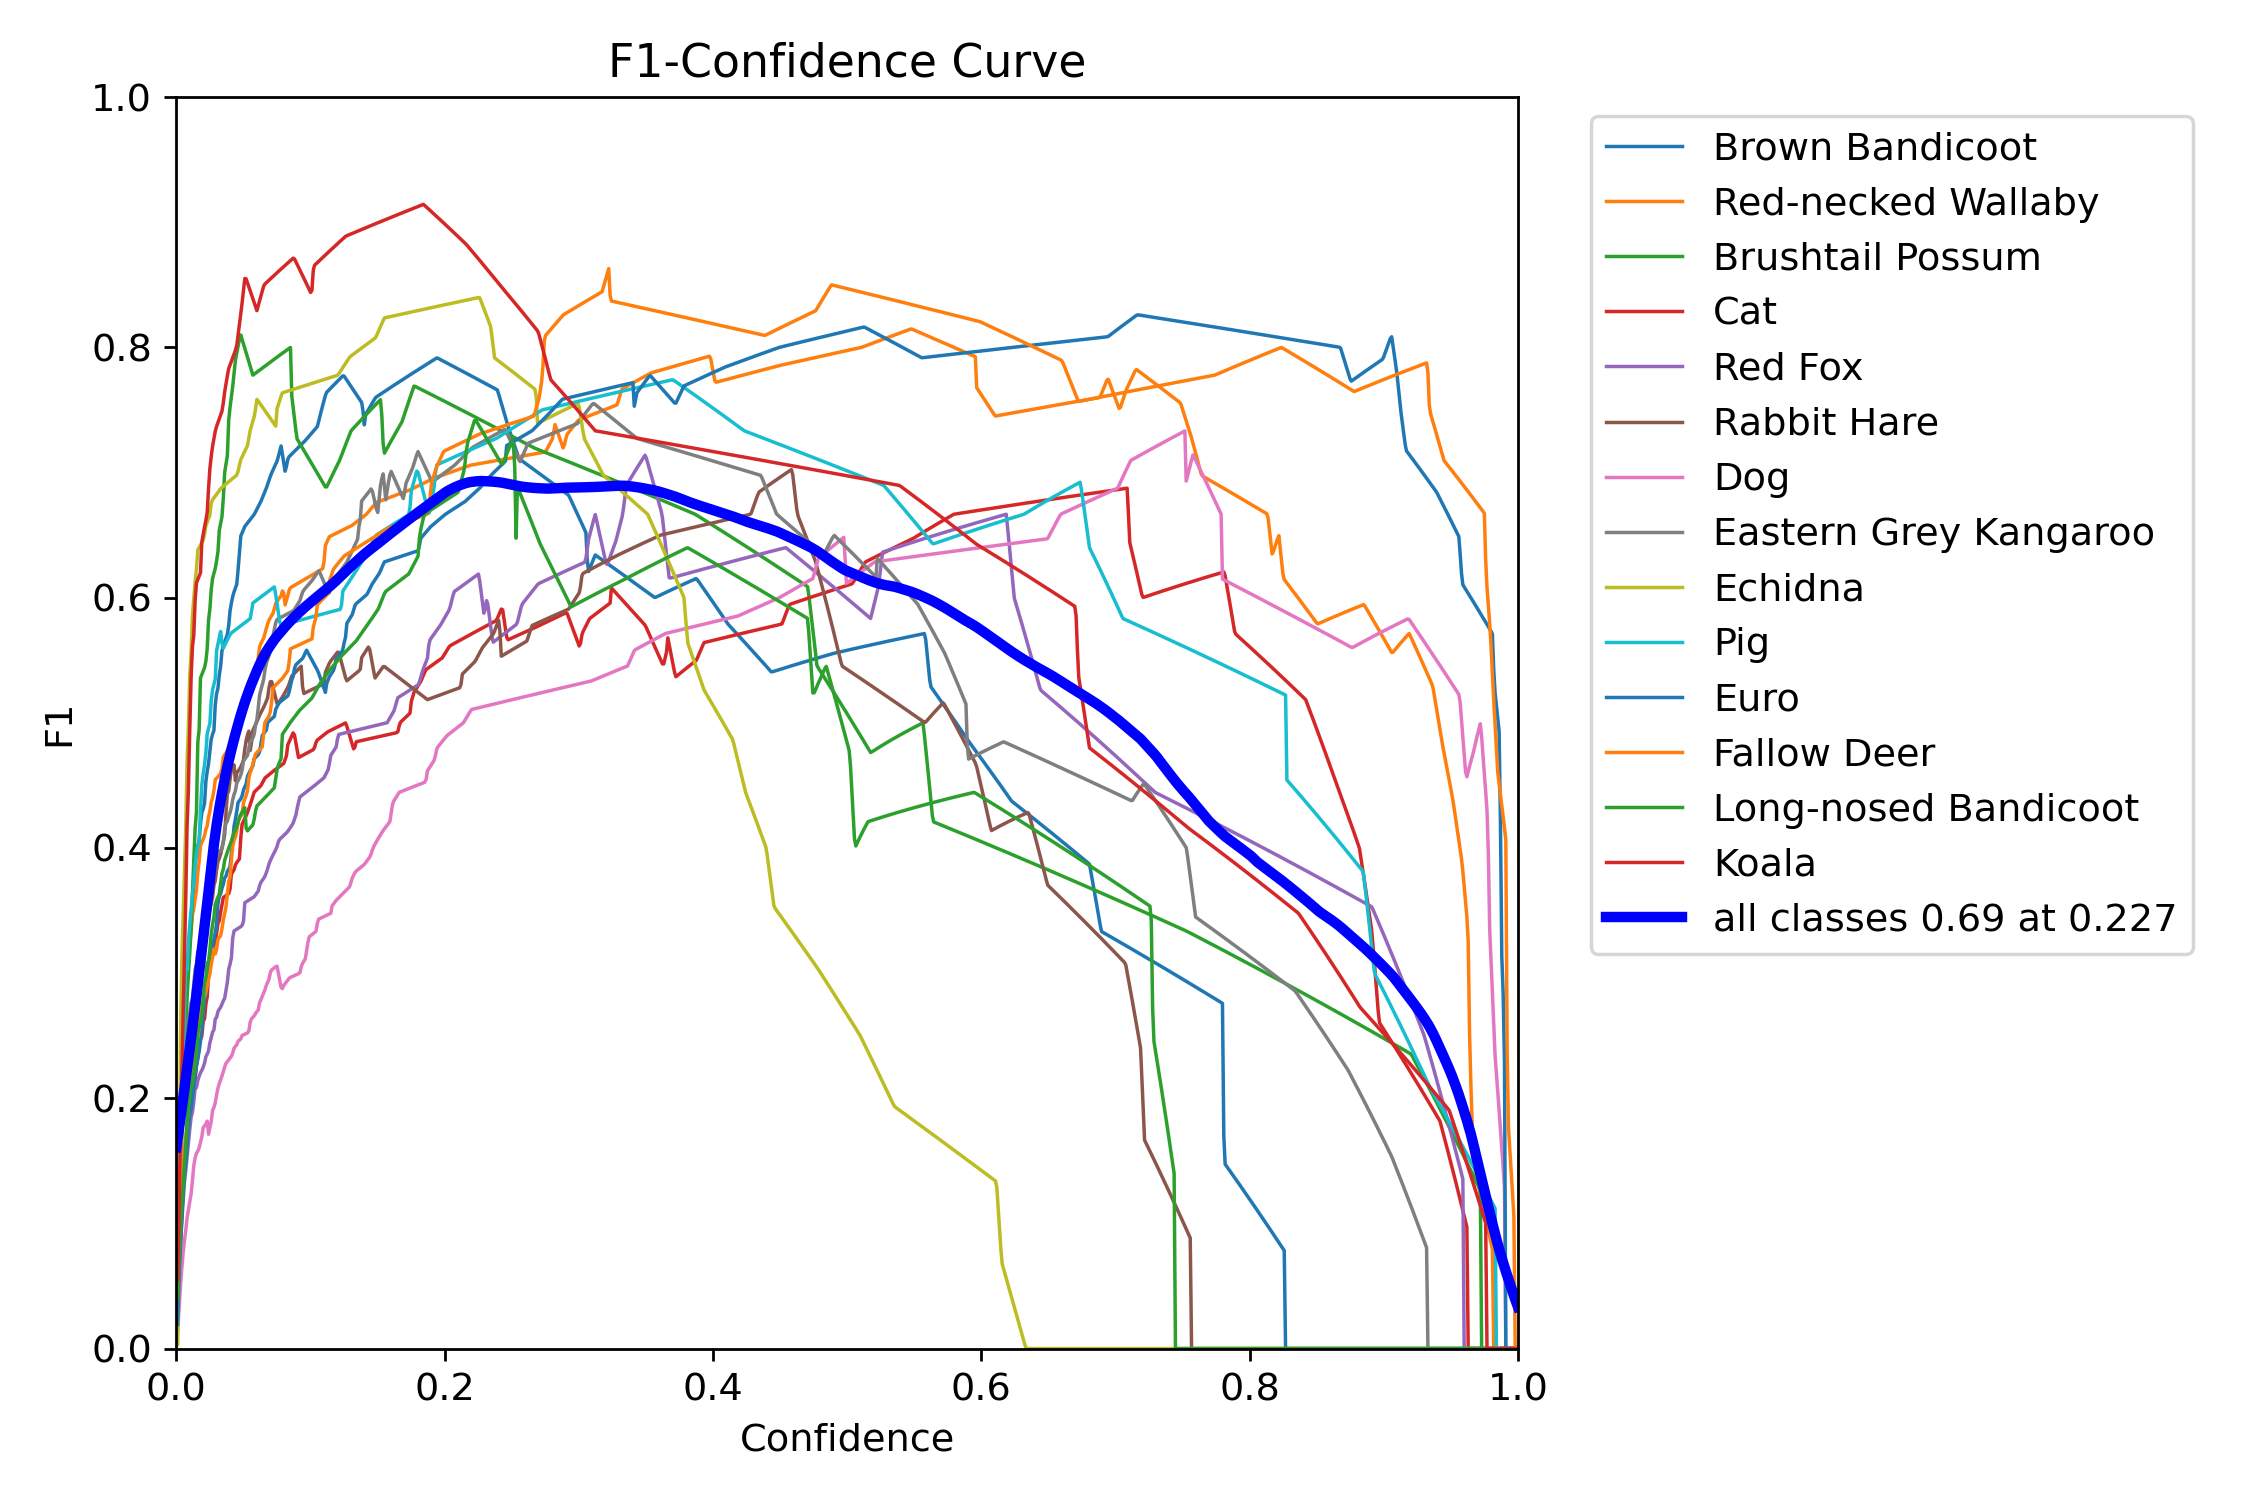 F1-Confidence Curve
1.0
0.8
0.6
0.4
0.2
0.0
F1
0.0 0.2 0.4 0.6 0.8 1.0
Confidence
Brown Bandicoot
Red-necked Wallaby
Brushtail Possum
Cat
Red Fox
Rabbit Hare
Dog
Eastern Grey Kangaroo
Echidna
Pig
Euro
Fallow Deer
Long-nosed Bandicoot
Koala
all classes 0.69 at 0.227